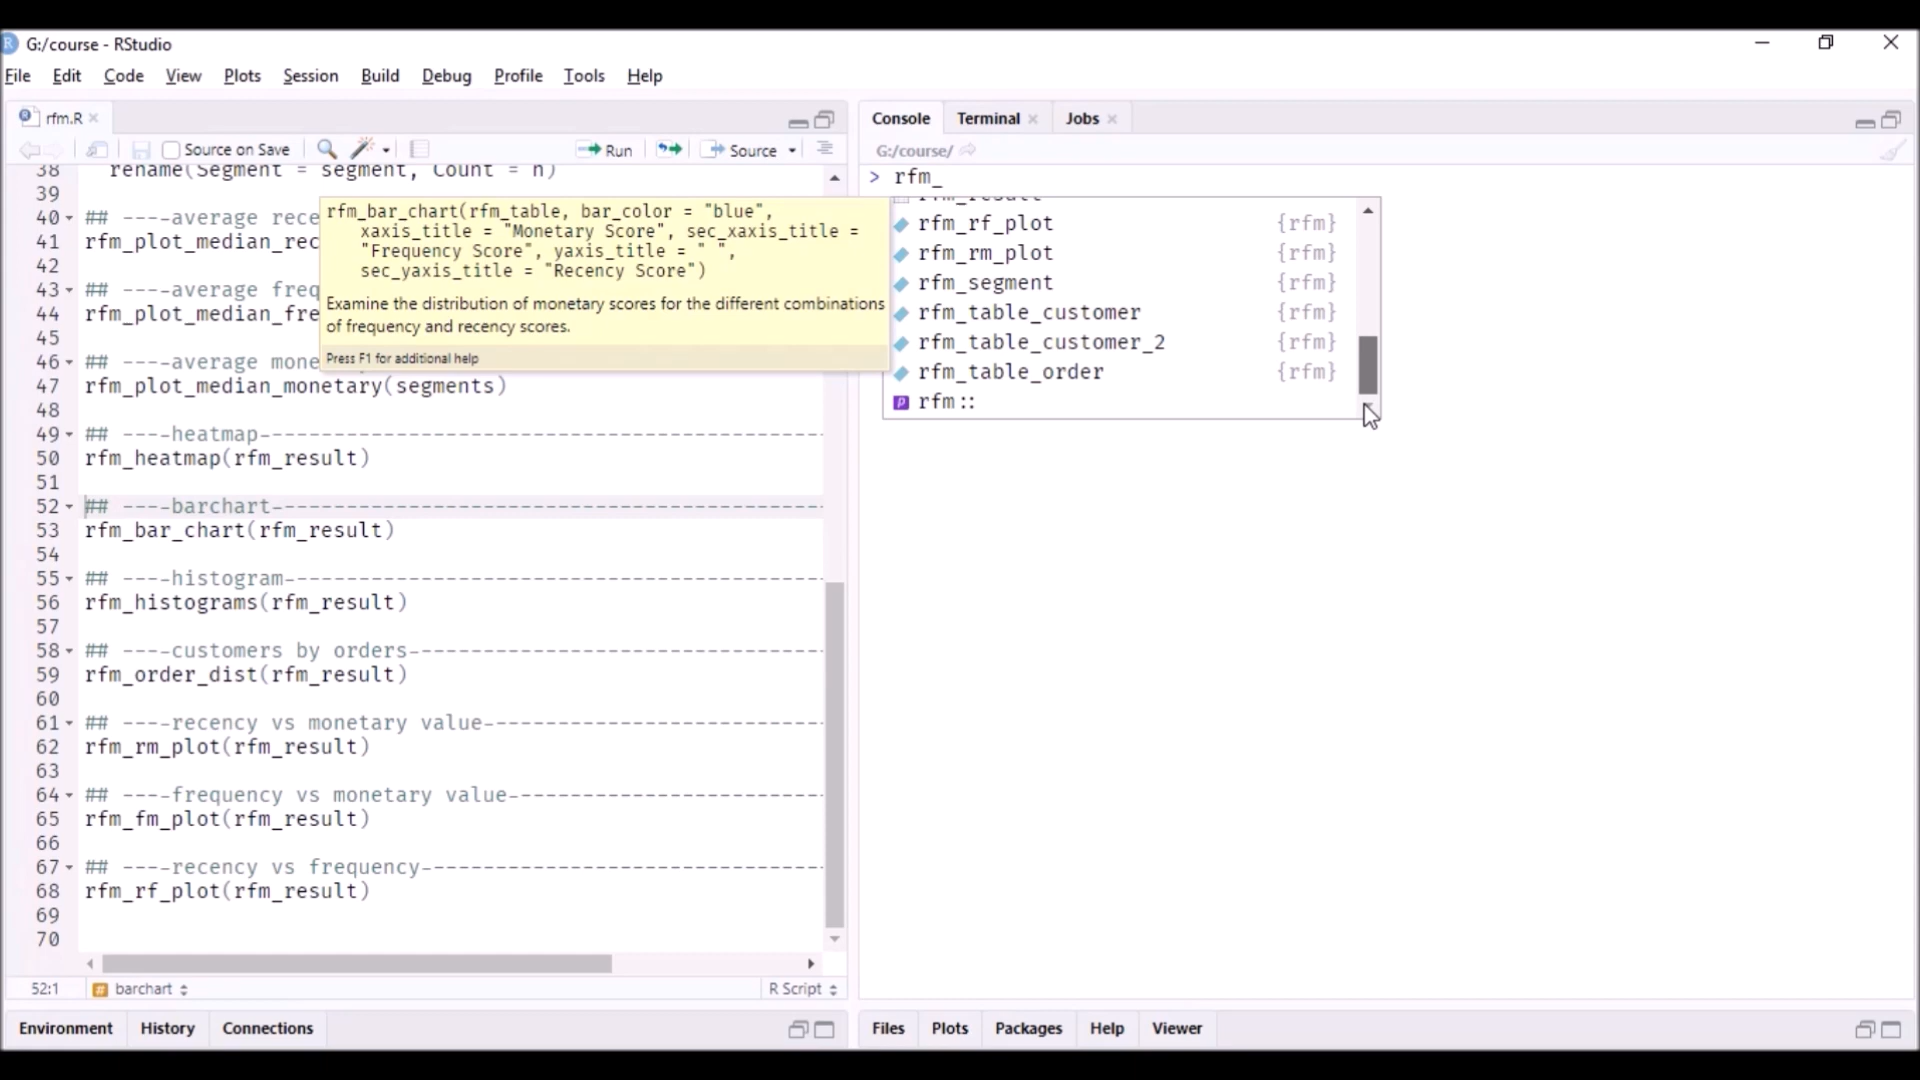 G:/course - RStudio
File Edit Code View Plots Session Build Debug Profile Tools Help
rfm.R
Source on Save Run Source
38 rename(Segment = segment, Count = n)
39
40 ## ----average rece
41 rfm_plot_median_rec
42
43 ## ----average freq
44 rfm_plot_median_fre
45
46 ## ----average mone
47 rfm_plot_median_monetary(segments)
48
49 ## ----heatmap----
50 rfm_heatmap(rfm_result)
51
52 ## ----barchart----
53 rfm_bar_chart(rfm_result)
54
55 ## ----histogram----
56 rfm_histograms(rfm_result)
57
58 ## ----customers by orders----
59 rfm_order_dist(rfm_result)
60
61 ## ----recency vs monetary value----
62 rfm_rm_plot(rfm_result)
63
64 ## ----frequency vs monetary value----
65 rfm_fm_plot(rfm_result)
66
67 ## ----recency vs frequency----
68 rfm_rf_plot(rfm_result)
69
70
52:1 barchart R Script
Environment History Connections
rfm_bar_chart(rfm_table, bar_color = "blue",
xaxis_title = "Monetary Score", sec_xaxis_title =
"Frequency Score", yaxis_title = " ",
sec_yaxis_title = "Recency Score")
Examine the distribution of monetary scores for the different combinations
of frequency and recency scores.
Press F1 for additional help
Console Terminal Jobs
G:/course/
> rfm_
rfm_result
rfm_rf_plot {rfm}
rfm_rm_plot {rfm}
rfm_segment {rfm}
rfm_table_customer {rfm}
rfm_table_customer_2 {rfm}
rfm_table_order {rfm}
rfm::
Files Plots Packages Help Viewer